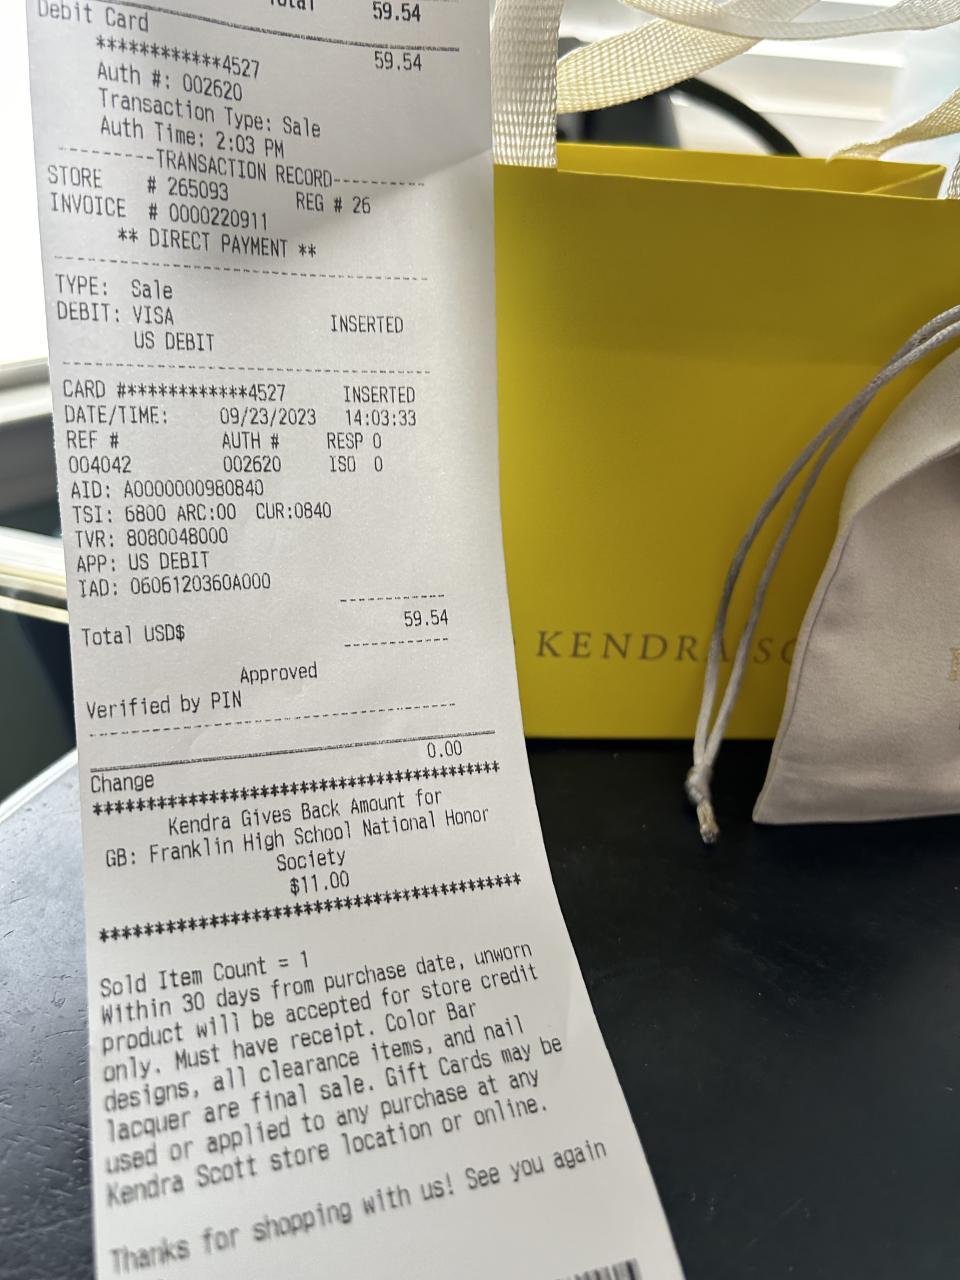 Total 59.54
Debit Card 59.54
************4527
Auth #: 002620
Transaction Type: Sale
Auth Time: 2:03 PM
---------TRANSACTION RECORD----------
STORE # 265093 REG # 26
INVOICE # 0000220911
** DIRECT PAYMENT **
TYPE: Sale
DEBIT: VISA INSERTED
US DEBIT
CARD #*************4527 INSERTED
DATE/TIME: 09/23/2023 14:03:33
REF # AUTH # RESP 0
004042 002620 ISO 0
AID: A0000000980840
TSI: 6800 ARC:00 CUR:0840
TVR: 8080048000
APP: US DEBIT
IAD: 0606120360A000
Total USD$ 59.54
Approved
Verified by PIN
Change 0.00
****************************************
Kendra Gives Back Amount for
GB: Franklin High School National Honor
Society
$11.00
****************************************
Sold Item Count = 1
Within 30 days from purchase date, unworn
product will be accepted for store credit
only. Must have receipt. Color Bar
designs, all clearance items, and nail
lacquer are final sale. Gift Cards may be
used or applied to any purchase at any
Kendra Scott store location or online.
Thanks for shopping with us! See you again
KENDRA SC